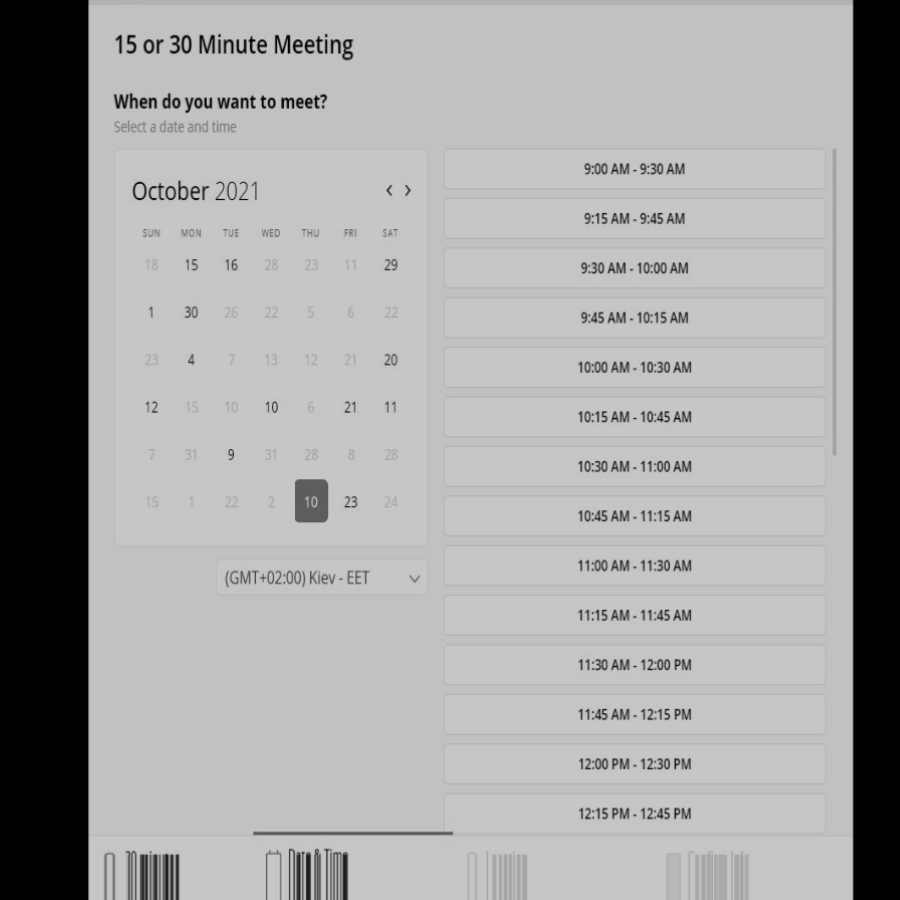 15 or 30 Minute Meeting
When do you want to meet?
Select a date and time
October 2021
SUN MON TUE WED THU FRI SAT
18 15 16 28 23 11 29
1 30 26 22 5 6 22
23 4 7 13 12 21 20
12 15 10 10 6 21 11
7 31 9 31 28 8 28
15 1 22 2 10 23 24
(GMT+02:00) Kiev - EET
9:00 AM - 9:30 AM
9:15 AM - 9:45 AM
9:30 AM - 10:00 AM
9:45 AM - 10:15 AM
10:00 AM - 10:30 AM
10:15 AM - 10:45 AM
10:30 AM - 11:00 AM
10:45 AM - 11:15 AM
11:00 AM - 11:30 AM
11:15 AM - 11:45 AM
11:30 AM - 12:00 PM
11:45 AM - 12:15 PM
12:00 PM - 12:30 PM
12:15 PM - 12:45 PM
Date & Time